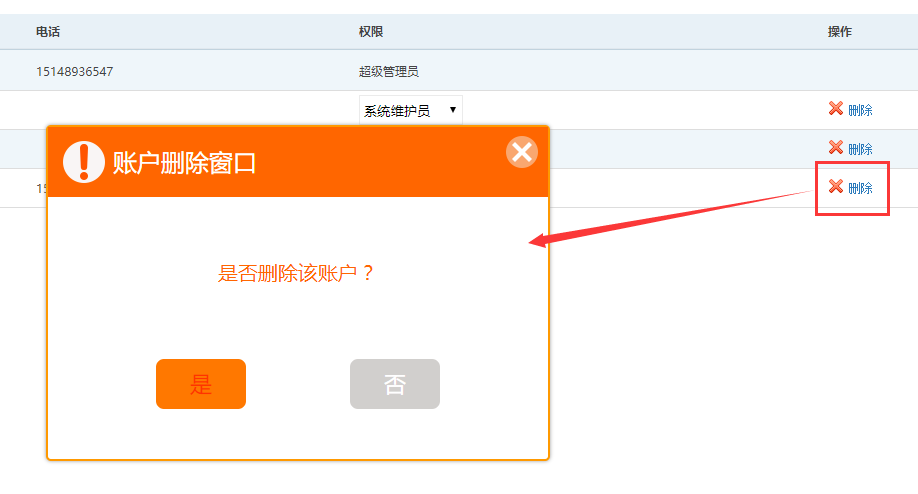 电话 权限 操作
15148936547 超级管理员
系统维护员 删除
删除
删除
账户删除窗口
是否删除该账户？
是 否